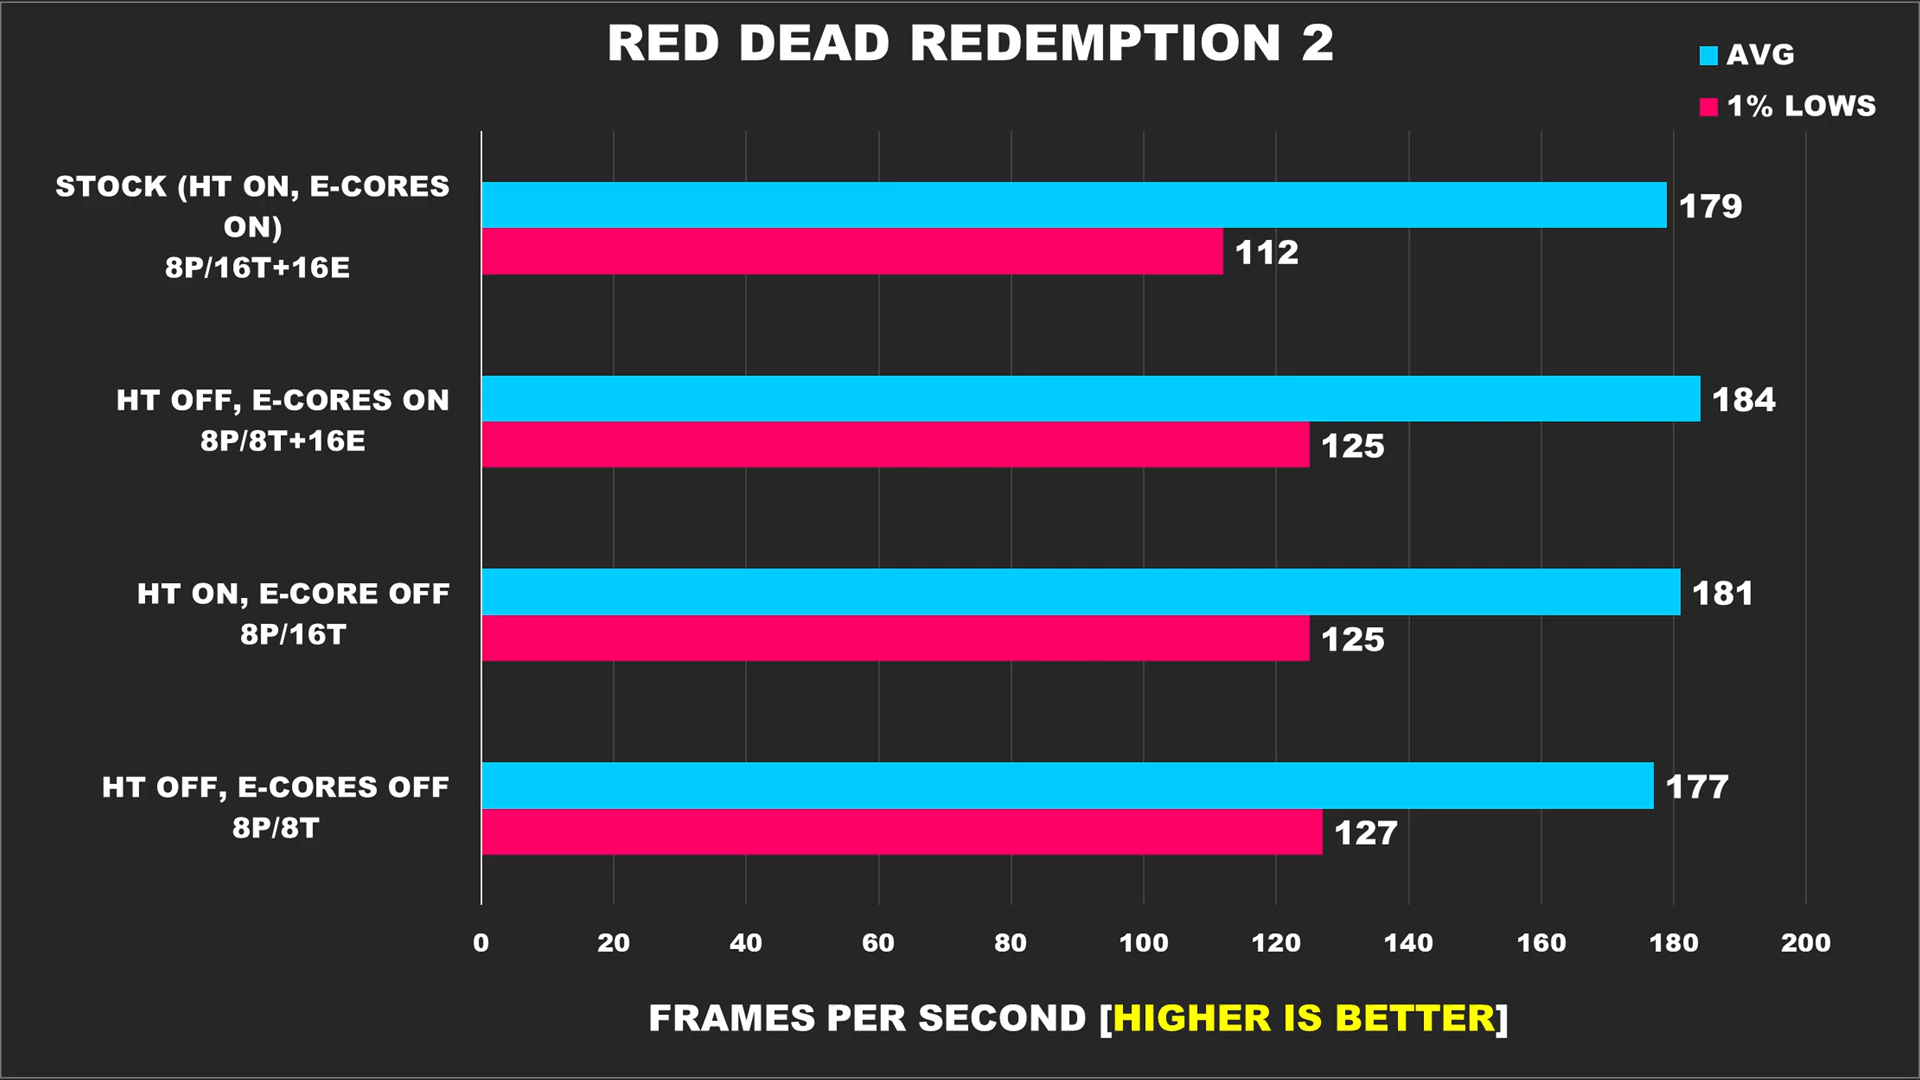 RED DEAD REDEMPTION 2
AVG
1% LOWS
STOCK (HT ON, E-CORES
ON)
8P/16T+16E
179
112
HT OFF, E-CORES ON
8P/8T+16E
184
125
HT ON, E-CORE OFF
8P/16T
181
125
HT OFF, E-CORES OFF
8P/8T
177
127
0 20 40 60 80 100 120 140 160 180 200
FRAMES PER SECOND [HIGHER IS BETTER]